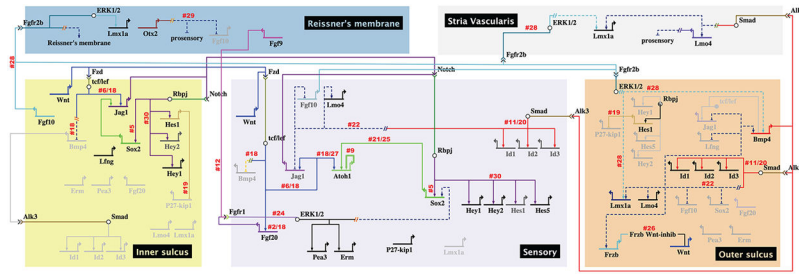 Reissner's membrane
Stria Vascularis
ERK1/2
#29
Fgfr2b
Lmx1a
Otx2
Fgf10
Reissner's membrane
prosensory
Fgf9
#28
ERK1/2
Smad
Alk3
Lmx1a
prosensory
Lmo4
Fgfr2b
#28
Fzd
tcf/lef
Notch
Wnt
#6/18
Jag1
Rbpj
#30
Fgf10
#18
#5
Hes1
Bmp4
Sox2
Hey2
Lfng
Hey1
Erm
Pea3
Fgf20
#19
P27-kip1
Alk3
Smad
Lmo4
Lmx1a
Id1
Id2
Id3
Inner sulcus
#12
Fgfr1
Fzd
Wnt
tcf/lef
Fgf10
Lmo4
#22
Notch
Rbpj
Smad
#11/20
Alk3
Id1
Id2
Id3
#21/25
#18
#18/27
#9
Bmp4
Jag1
Atoh1
#6/18
#5
Sox2
#30
#24
ERK1/2
#2/18
Fgf20
Hey1
Hey2
Hes1
Hes5
Pea3
Erm
P27-kip1
Lmx1a
Sensory
Fgfr2b
ERK1/2
#28
Hey1
Rbpj
tcf/lef
#19
P27-kip1
Hes1
Jag1
Hes5
Bmp4
Hey2
Lfng
#28
#11/20
Id1
Id2
Id3
#22
Lmx1a
Lmo4
Fgf10
Sox2
Fgf20
#26
Frzb Wnt-inhib
Frzb
Wnt
Pea3
Erm
Outer sulcus